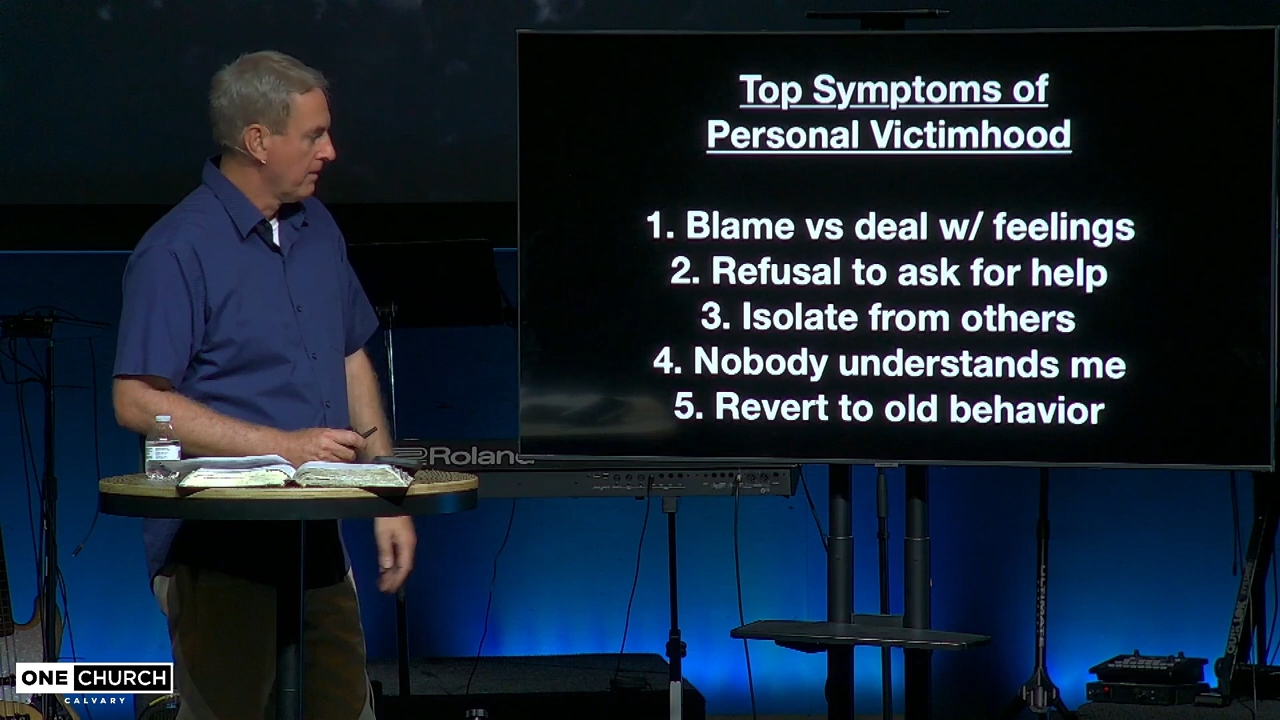 Top Symptoms of
Personal Victimhood
1. Blame vs deal w/ feelings
2. Refusal to ask for help
3. Isolate from others
4. Nobody understands me
5. Revert to old behavior
Roland
ONE CHURCH
CALVARY